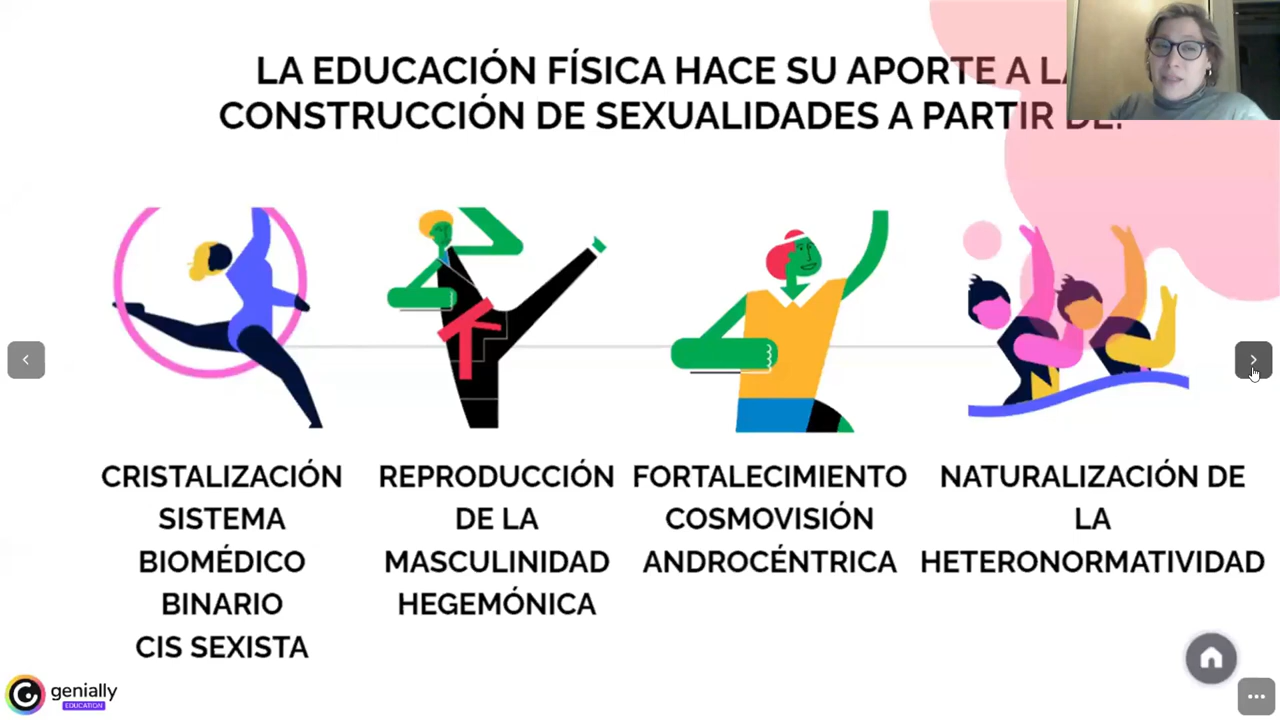 LA EDUCACIÓN FÍSICA HACE SU APORTE A LA
CONSTRUCCIÓN DE SEXUALIDADES A PARTIR DE:
CRISTALIZACIÓN
SISTEMA
BIOMÉDICO
BINARIO
CIS SEXISTA
REPRODUCCIÓN
DE LA
MASCULINIDAD
HEGEMÓNICA
FORTALECIMIENTO
COSMOVISIÓN
ANDROCÉNTRICA
NATURALIZACIÓN DE
LA
HETERONORMATIVIDAD
genially
EDUCATION